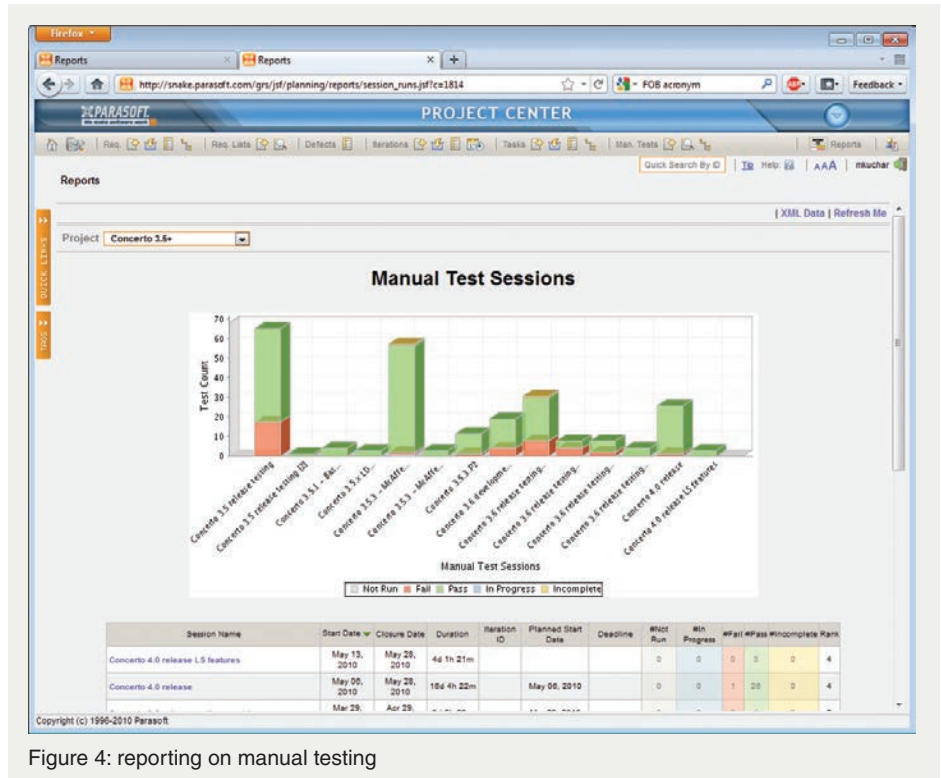 Firefox
Reports
Reports
http://snake.parasoft.com/grs/jsf/planning/reports/session_runs.jsf?c=1814
FOB acronym
Feedback
PARASOFT
PROJECT CENTER
Req. | Req. Lists | Defects | Iterations | Tasks | Man. Tests | Reports
Quick Search By ID | Help: | AAA | mkuchar
Reports
QUICK LINKS
TAGS
| XML Data | Refresh Me
Project Concerto 3.5+
Manual Test Sessions
Test Count
70
60
50
40
30
20
10
0
Concerto 3.5 release testing
Concerto 3.5 release testing
Concerto 3.5.1 - Bac...
Concerto 3.5.x LD...
Concerto 3.5.3 - McAffe...
Concerto 3.5.3 - McAffe...
Concerto 3.5.3.P2
Concerto 3.6 developme...
Concerto 3.6 release testing...
Concerto 3.6 release testing...
Concerto 3.6 release testing...
Concerto 3.6 release testing...
Concerto 4.0 release
Concerto 4.0 release LS features
Manual Test Sessions
Not Run Fail Pass In Progress Incomplete
Session Name Start Date Closure Date Duration Iteration ID Planned Start Date Deadline #Not Run #In Progress #Fail #Pass #Incomplete Rank
Concerto 4.0 release LS features May 13, 2010 May 28, 2010 4d 1h 21m 0 0 0 3 0 4
Concerto 4.0 release May 06, 2010 May 28, 2010 16d 4h 22m May 06, 2010 0 0 1 26 0 4
Mar 29, Apr 29,
Copyright (c) 1996-2010 Parasoft
Figure 4: reporting on manual testing